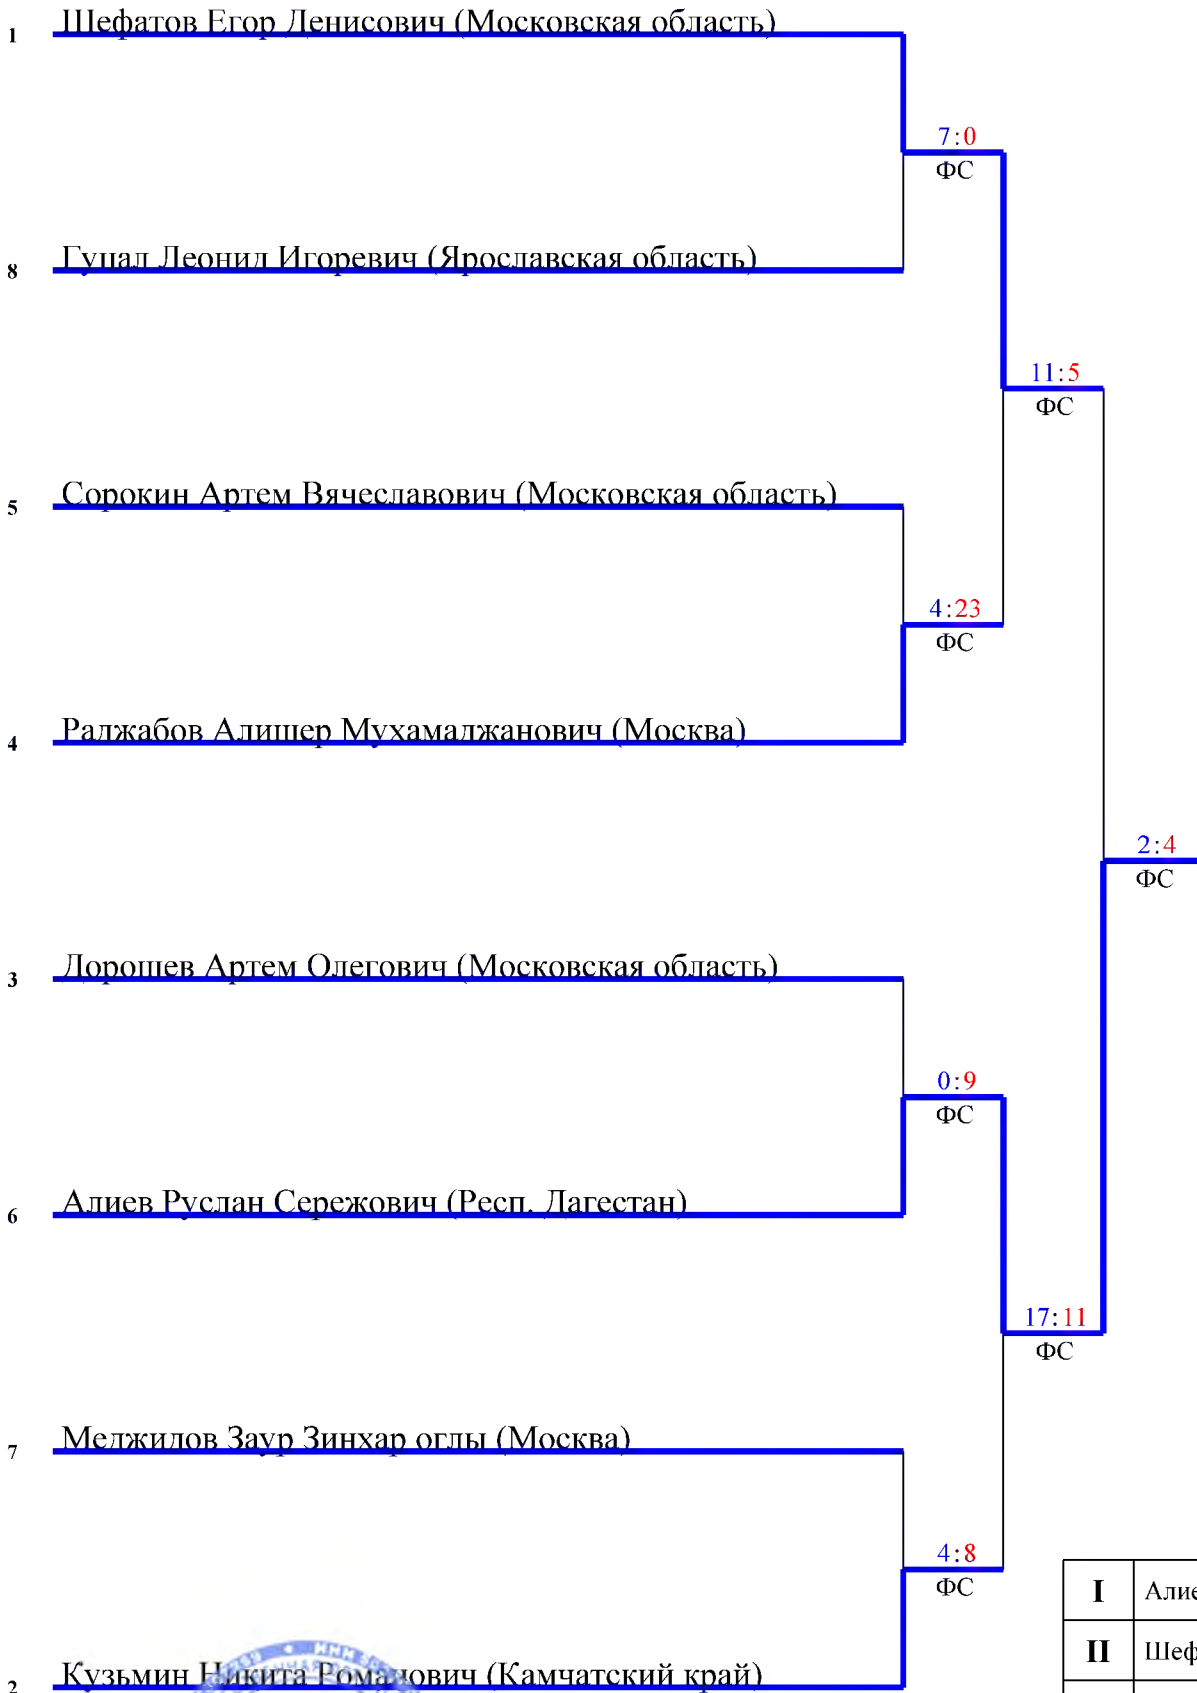 1 Шефатов Егор Денисович (Московская область)
7:0
ФС
8 Гупал Леонид Игоревич (Ярославская область)
11:5
ФС
5 Сорокин Артем Вячеславович (Московская область)
4:23
ФС
4 Раджабов Алишер Мухамаджанович (Москва)
2:4
ФС
3 Дорошев Артем Олегович (Московская область)
0:9
ФС
6 Алиев Руслан Сережович (Респ. Дагестан)
17:11
ФС
7 Меджидов Заур Зинхар оглы (Москва)
4:8
ФС
I Алие
II Шеф
2 Кузьмин Никита Романович (Камчатский край)